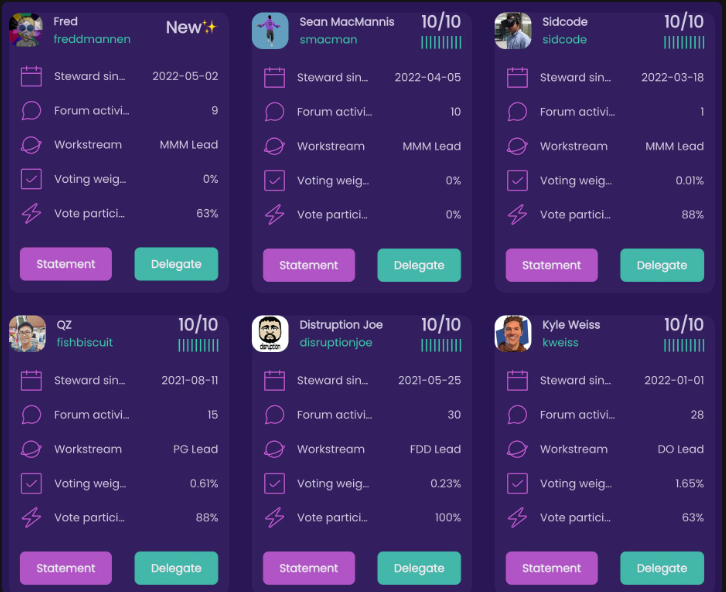 Fred
freddmannen
New✨
Steward sin... 2022-05-02
Forum activi... 9
Workstream MMM Lead
Voting weig... 0%
Vote partici... 63%
Statement Delegate
Sean MacMannis
smacman
10/10
Steward sin... 2022-04-05
Forum activi... 10
Workstream MMM Lead
Voting weig... 0%
Vote partici... 0%
Statement Delegate
Sidcode
sidcode
10/10
Steward sin... 2022-03-18
Forum activi... 1
Workstream MMM Lead
Voting weig... 0.01%
Vote partici... 88%
Statement Delegate
QZ
fishbiscuit
10/10
Steward sin... 2021-08-11
Forum activi... 15
Workstream PG Lead
Voting weig... 0.61%
Vote partici... 88%
Statement Delegate
disruption
Distruption Joe
disruptionjoe
10/10
Steward sin... 2021-05-25
Forum activi... 30
Workstream FDD Lead
Voting weig... 0.23%
Vote partici... 100%
Statement Delegate
Kyle Weiss
kweiss
10/10
Steward sin... 2022-01-01
Forum activi... 28
Workstream DO Lead
Voting weig... 1.65%
Vote partici... 63%
Statement Delegate